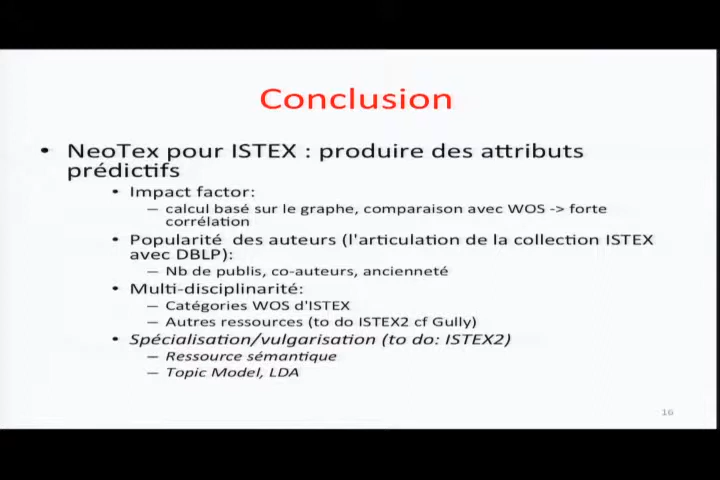 Conclusion
• NeoTex pour ISTEX : produire des attributs
prédictifs
• Impact factor:
– calcul basé sur le graphe, comparaison avec WOS -> forte
corrélation
• Popularité des auteurs (l'articulation de la collection ISTEX
avec DBLP):
– Nb de publis, co-auteurs, ancienneté
• Multi-disciplinarité:
– Catégories WOS d'ISTEX
– Autres ressources (to do ISTEX2 cf Gully)
• Spécialisation/vulgarisation (to do: ISTEX2)
– Ressource sémantique
– Topic Model, LDA
16